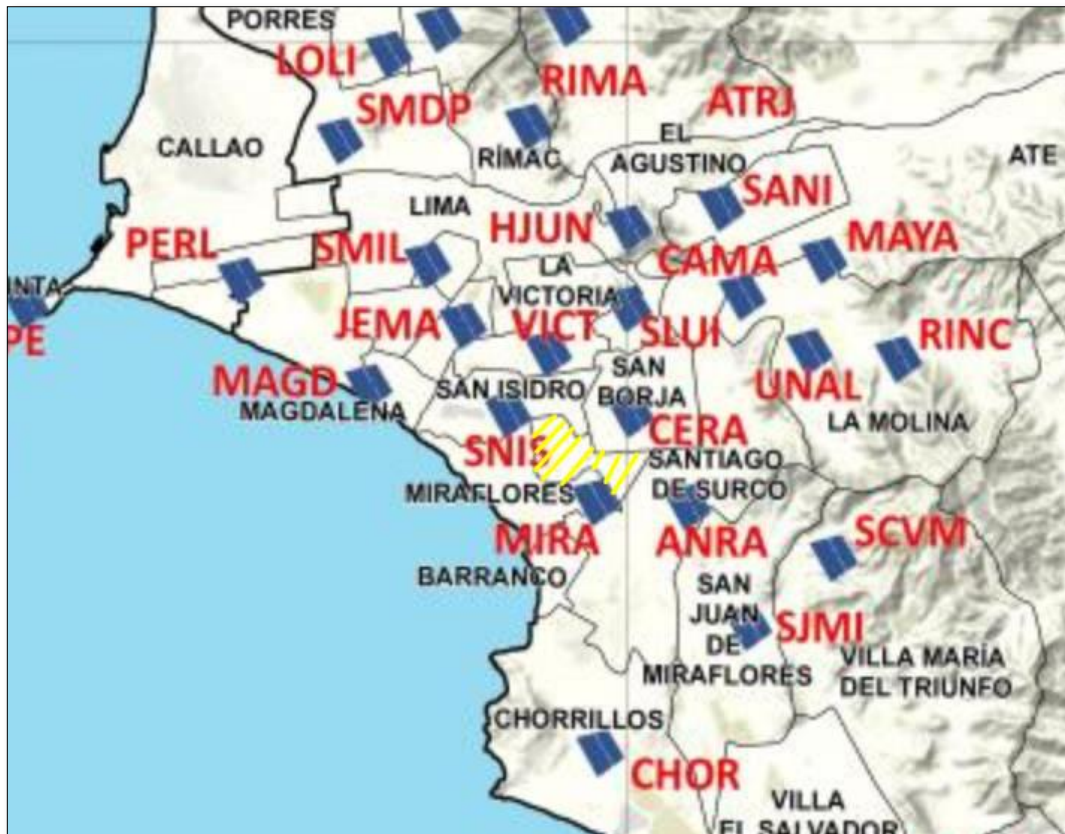 PORRES
LOLI
RIMA
SMDP
ATRJ
CALLAO
RÍMAC
EL
AGUSTINO
ATE
SANI
LIMA
HJUN
MAYA
PERL
SMIL
CAMA
LA
VICTORIA
JEMA
VICT
SLUI
RINC
PE
MAGD
MAGDALENA
SAN ISIDRO
SAN
BORJA
UNAL
LA MOLINA
SNIS
CERA
SANTIAGO
DE SURCO
MIRAFLORES
MIRA
ANRA
SCVM
BARRANCO
SAN
JUAN
DE
MIRAFLORES
SJMI
VILLA MARÍA
DEL TRIUNFO
CHORRILLOS
CHOR
VILLA
EL SALVADOR